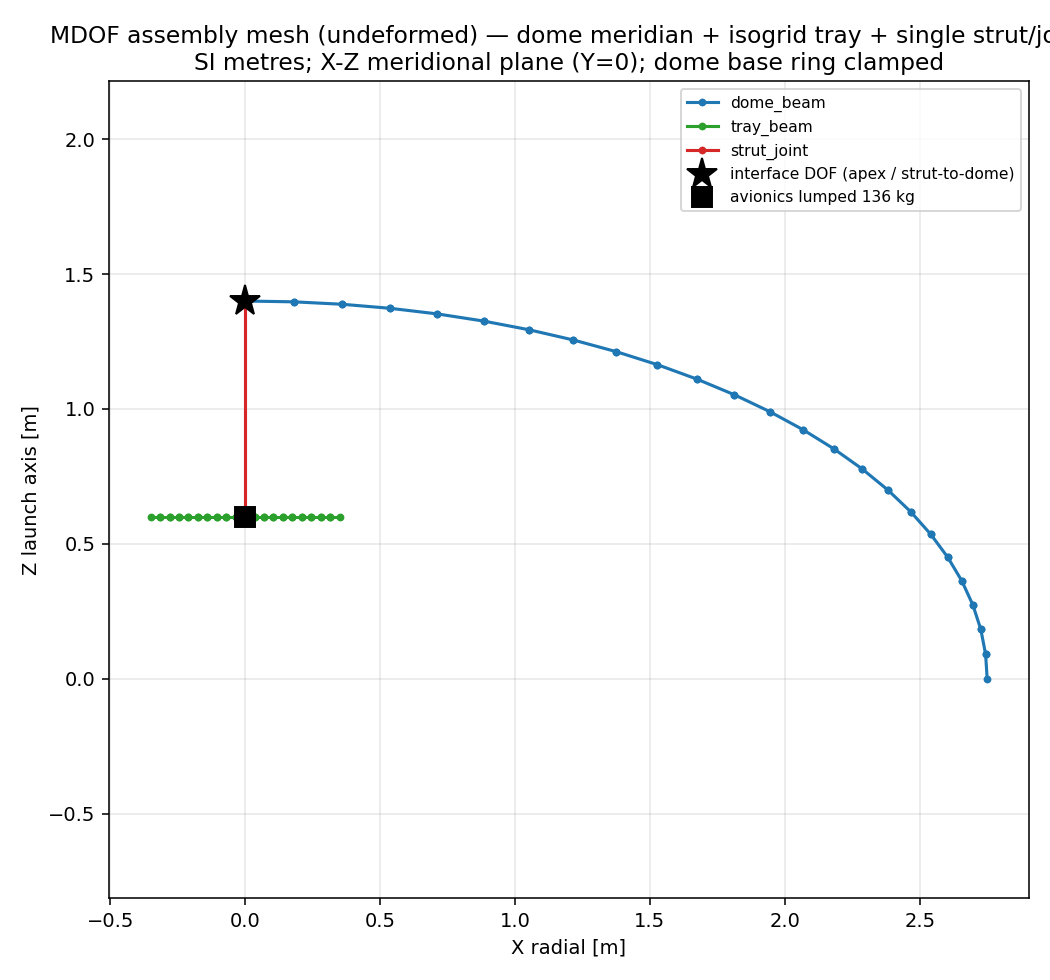 MDOF assembly mesh (undeformed) — dome meridian + isogrid tray + single strut/jo
SI metres; X-Z meridional plane (Y=0); dome base ring clamped
dome_beam
tray_beam
strut_joint
interface DOF (apex / strut-to-dome)
avionics lumped 136 kg
Z launch axis [m]
2.0
1.5
1.0
0.5
0.0
−0.5
−0.5
0.0
0.5
1.0
1.5
2.0
2.5
X radial [m]